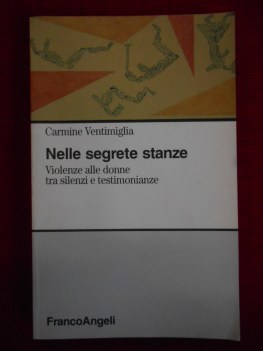 Carmine Ventimiglia
Nelle segrete stanze
Violenze alle donne
tra silenzi e testimonianze
FrancoAngeli